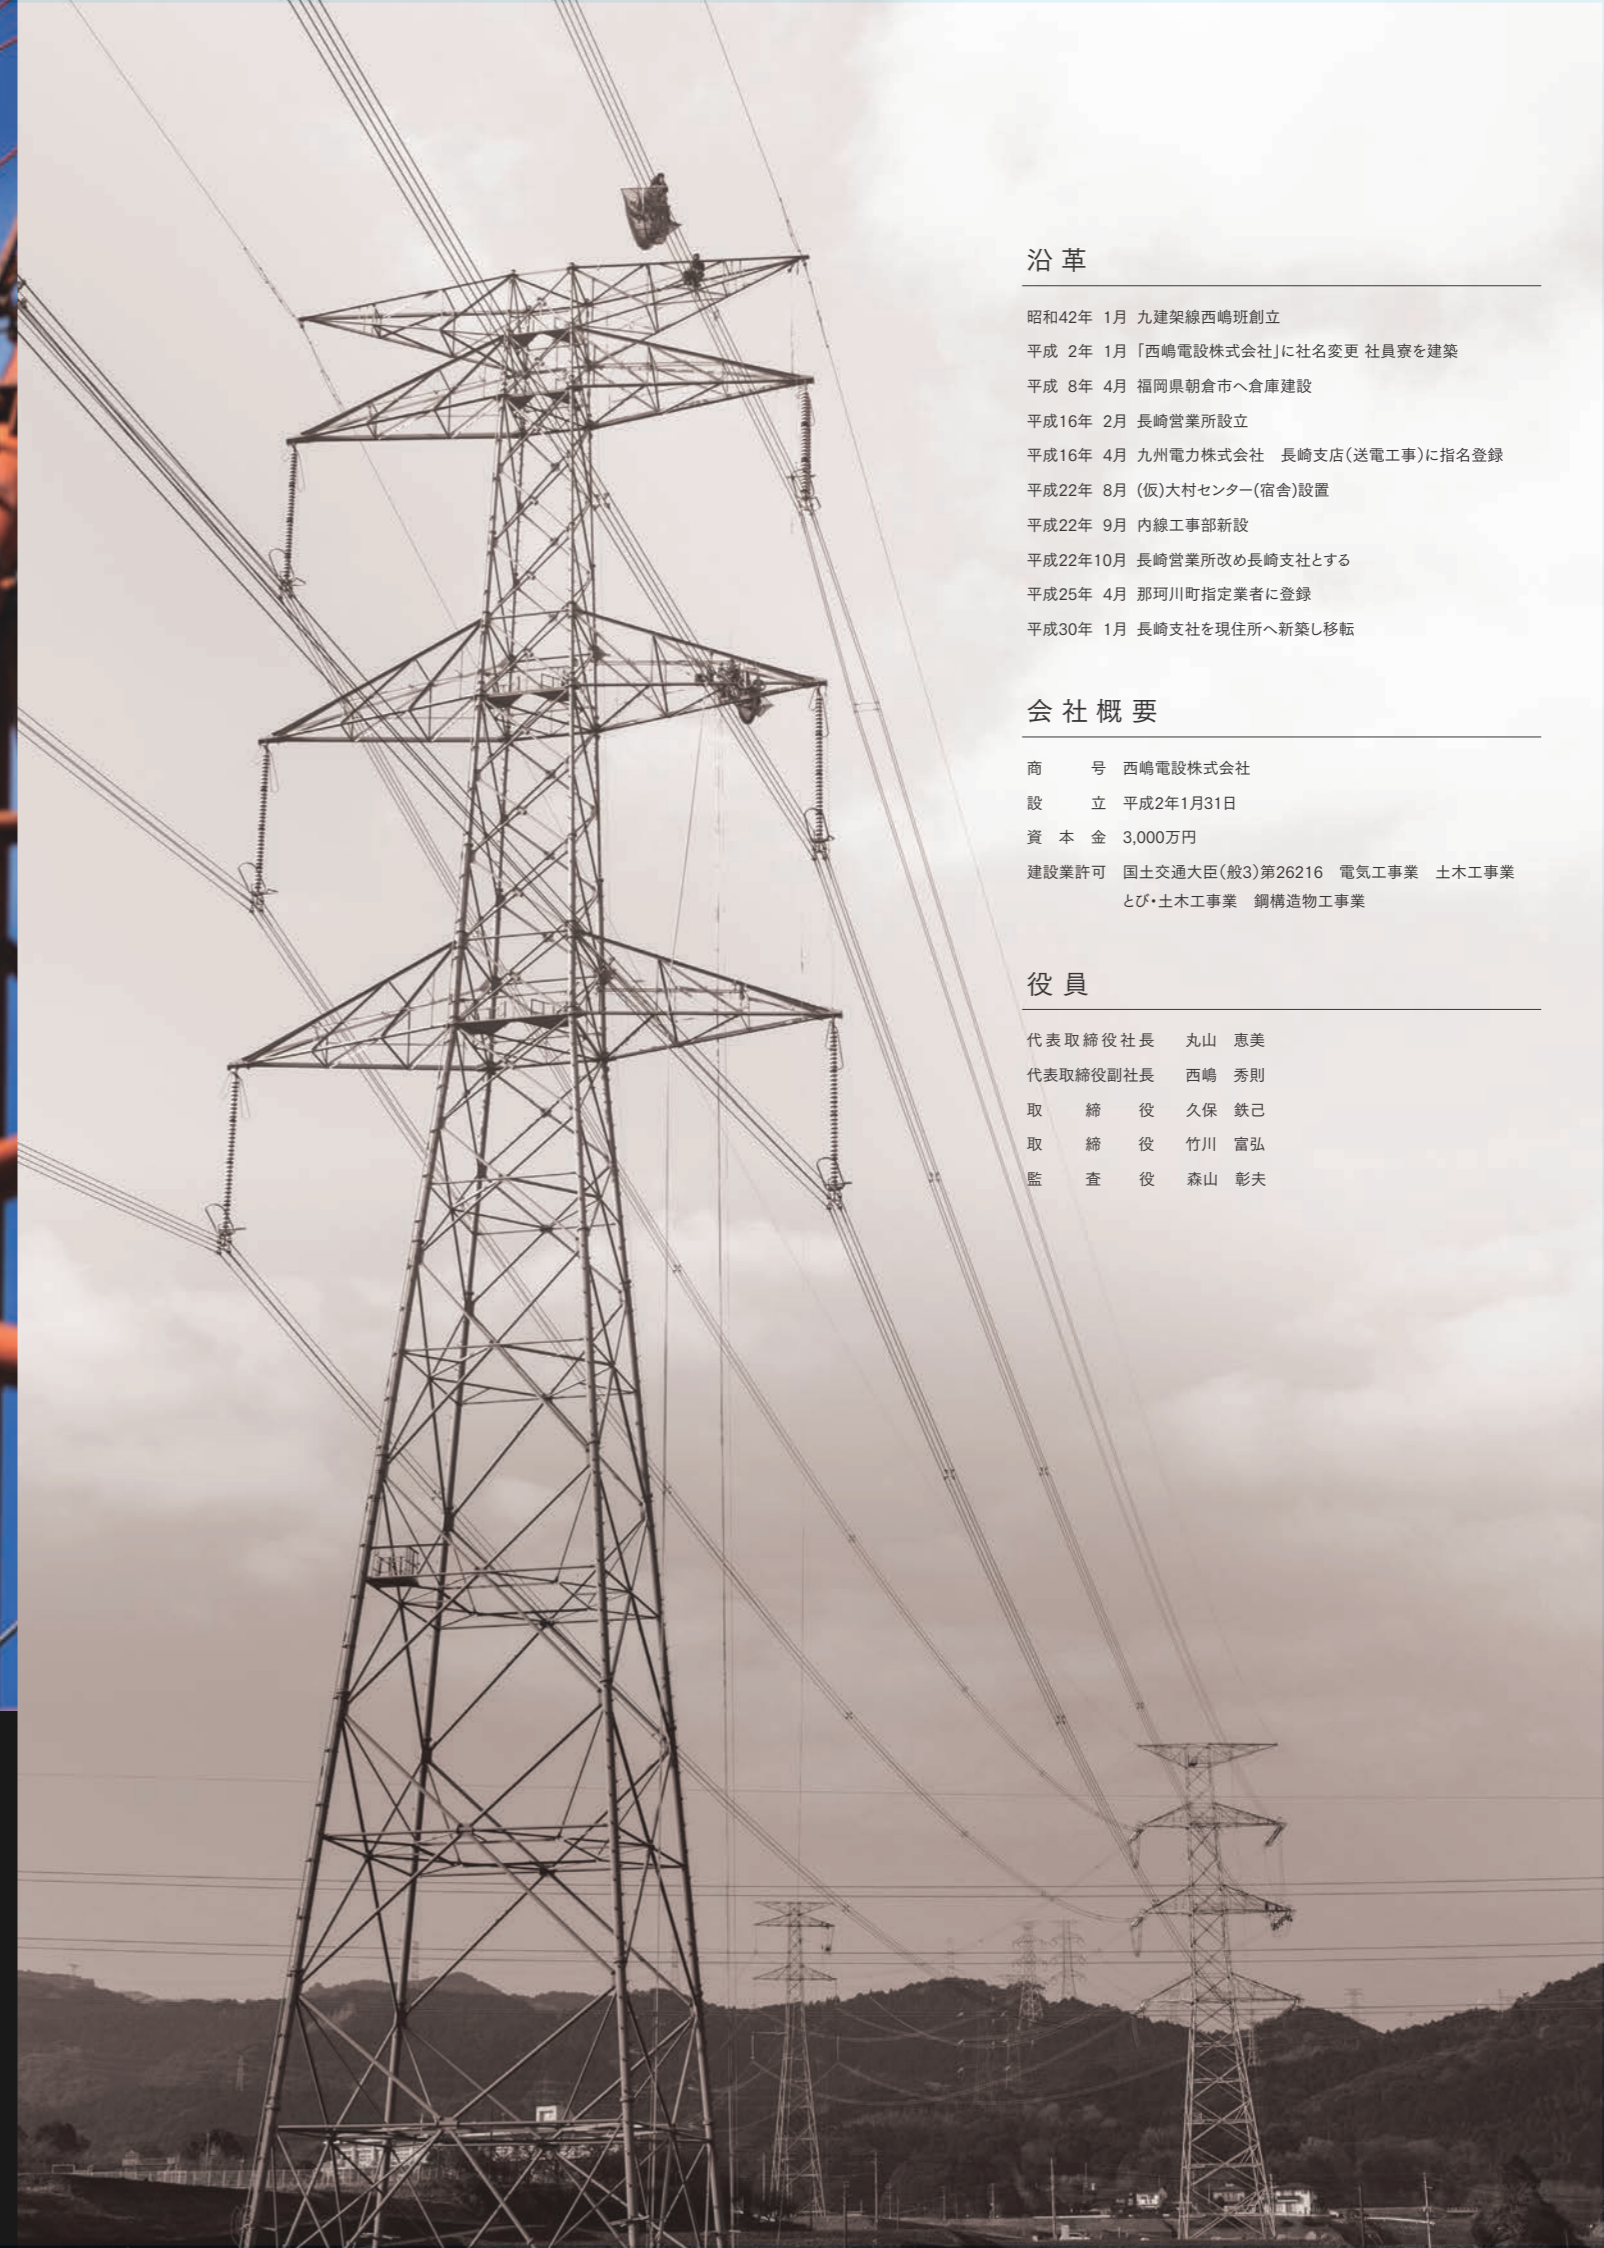 沿革
昭和42年 1月 九建架線西嶋班創立
平成 2年 1月「西嶋電設株式会社」に社名変更 社員寮を建築
平成 8年 4月 福岡県朝倉市へ倉庫建設
平成16年 2月 長崎営業所設立
平成16年 4月 九州電力株式会社　長崎支店（送電工事）に指名登録
平成22年 8月 (仮)大村センター(宿舎)設置
平成22年 9月 内線工事部新設
平成22年10月 長崎営業所改め長崎支社とする
平成25年 4月 那珂川町指定業者に登録
平成30年 1月 長崎支社を現住所へ新築し移転
会社概要
商号　西嶋電設株式会社
設立　平成2年1月31日
資本金　3,000万円
建設業許可　国土交通大臣（般3）第26216　電気工事業　土木工事業
とび・土木工事業　鋼構造物工事業
役員
代表取締役社長　丸山　恵美
代表取締役副社長　西嶋　秀則
取締役　久保　鉄己
取締役　竹川　富弘
監査役　森山　彰夫